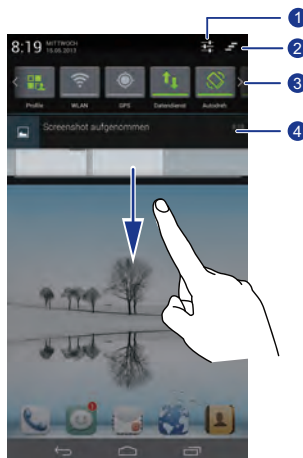 1
8:19 MITTWOCH
15.05.2013
2
3
Profile WLAN GPS Datendienst Autodreh
Screenshot aufgenommen
4